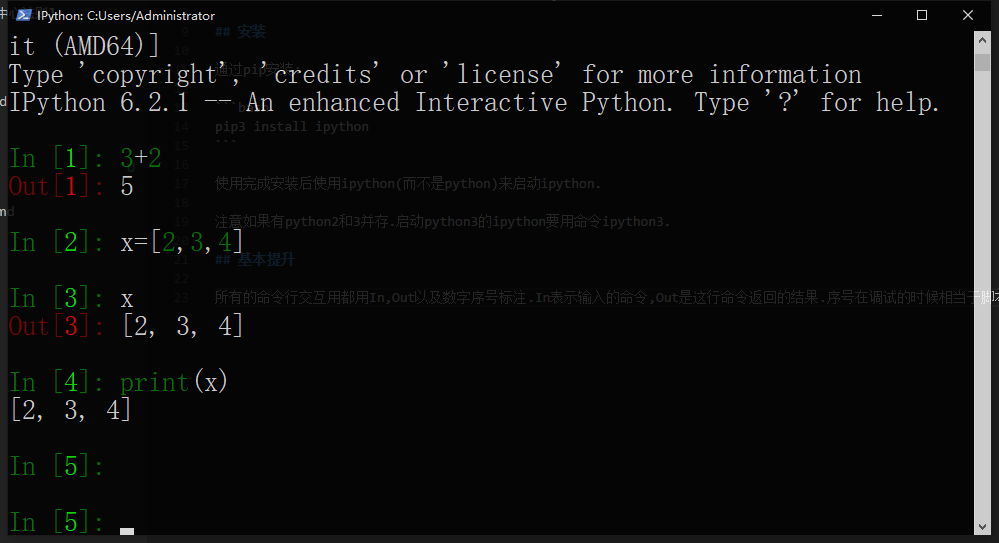 IPython: C:Users/Administrator
## 安装
it (AMD64)]
通过pip安装:
Type 'copyright', 'credits' or 'license' for more information
IPython 6.2.1 -- An enhanced Interactive Python. Type '?' for help.
14 pip3 install ipython
15 ```
In [1]: 3+2
16
Out[1]: 5
17 使用完成安装后使用ipython(而不是python)来启动ipython.
18
19 注意如果有python2和3并存.启动python3的ipython要用命令ipython3.
In [2]: x=[2,3,4]
21 ## 基本提升
22
In [3]: x
23 所有的命令行交互用都用In,Out以及数字序号标注.In表示输入的命令,Out是这行命令返回的结果.序号在调试的时候相当于脚本
Out[3]: [2, 3, 4]
In [4]: print(x)
[2, 3, 4]
In [5]:
In [5]: